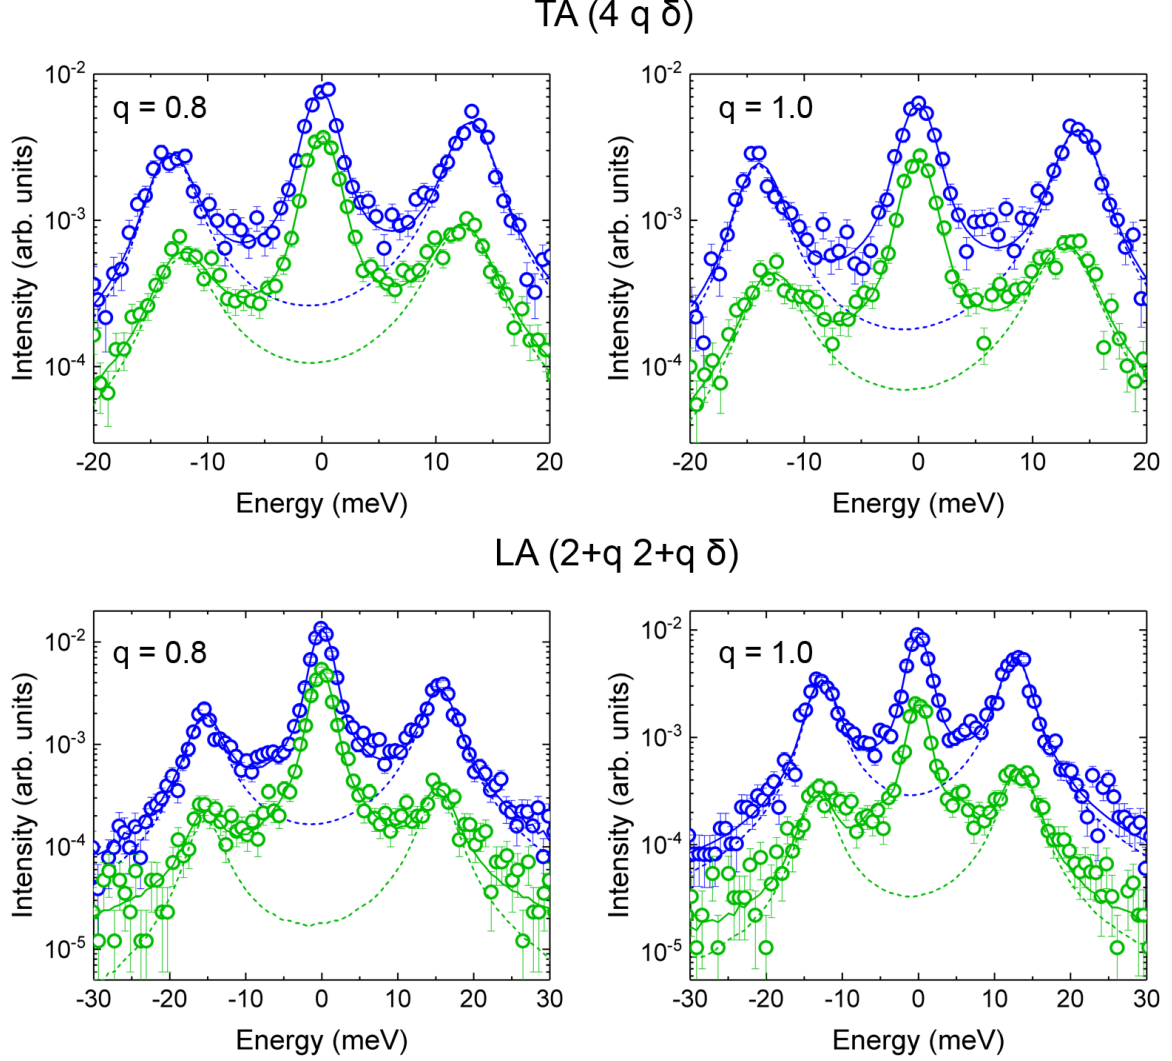 TA (4 q δ)
10⁻²
10⁻³
10⁻⁴
Intensity (arb. units)
q = 0.8
-20 -10 0 10 20
Energy (meV)
10⁻²
10⁻³
10⁻⁴
Intensity (arb. units)
q = 1.0
-20 -10 0 10 20
Energy (meV)
LA (2+q 2+q δ)
10⁻²
10⁻³
10⁻⁴
10⁻⁵
Intensity (arb. units)
q = 0.8
-30 -20 -10 0 10 20 30
Energy (meV)
10⁻²
10⁻³
10⁻⁴
10⁻⁵
Intensity (arb. units)
q = 1.0
-30 -20 -10 0 10 20 30
Energy (meV)